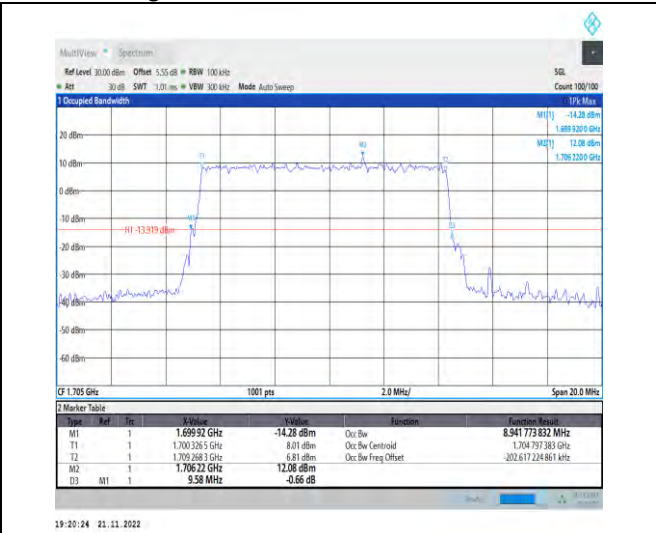 MultiView Spectrum
Ref Level 30.00 dBm Offset 5.55 dB RBW 100 kHz SGL
Att 30 dB SWT 1.01 ms VBW 300 kHz Mode Auto Sweep Count 100/100
1 Occupied Bandwidth 1Pk Max
M1[1] -14.28 dBm
1.699 9200 GHz
M2[1] 12.08 dBm
1.706 2200 GHz
20 dBm
M2
T1
T2
10 dBm
0 dBm
-10 dBm
M1
D3
H1 -13.919 dBm
-20 dBm
-30 dBm
-40 dBm
-50 dBm
-60 dBm
CF 1.705 GHz 1001 pts 2.0 MHz/ Span 20.0 MHz
2 Marker Table
Type Ref Trc X-Value Y-Value Function Function Result
M1 1 1.699 92 GHz -14.28 dBm Occ Bw 8.941 773 832 MHz
T1 1 1.700 326 5 GHz 8.01 dBm Occ Bw Centroid 1.704 797 383 GHz
T2 1 1.709 268 3 GHz 6.81 dBm Occ Bw Freq Offset -202.617 224 861 kHz
M2 1 1.706 22 GHz 12.08 dBm
D3 M1 1 9.58 MHz -0.66 dB
19:20:24 21.11.2022